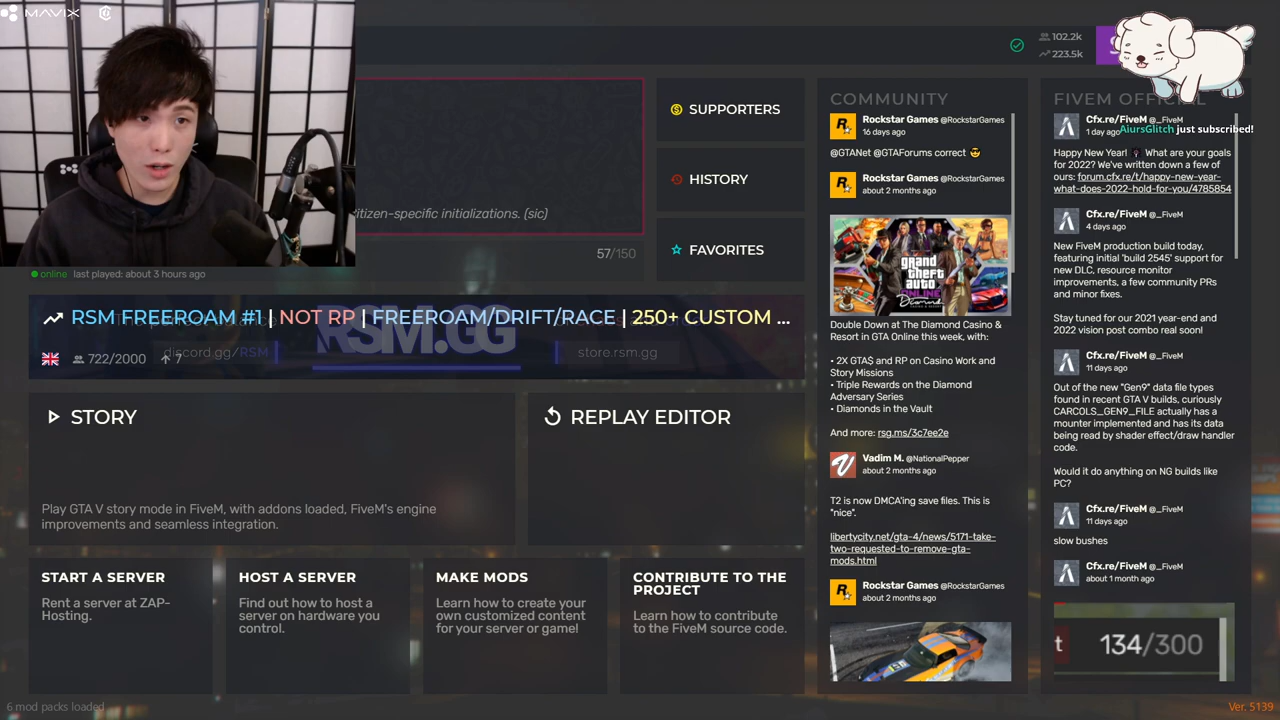 MAVIX
102.2k
223.5k
AiursGlitch just subscribed!
itizen-specific initializations. (sic)
57/150
online last played: about 3 hours ago
RSM FREEROAM #1 | NOT RP | FREEROAM/DRIFT/RACE | 250+ CUSTOM ...
RSM.GG
discord.gg/RSM
store.rsm.gg
722/2000
7
STORY
Play GTA V story mode in FiveM, with addons loaded, FiveM's engine
improvements and seamless integration.
REPLAY EDITOR
START A SERVER
Rent a server at ZAP-
Hosting.
HOST A SERVER
Find out how to host a
server on hardware you
control.
MAKE MODS
Learn how to create your
own customized content
for your server or game!
CONTRIBUTE TO THE
PROJECT
Learn how to contribute
to the FiveM source code.
SUPPORTERS
HISTORY
FAVORITES
COMMUNITY
Rockstar Games @RockstarGames
16 days ago
@GTANet @GTAForums correct 😎
Rockstar Games @RockstarGames
about 2 months ago
grand
theft
auto
ONLINE
Diamond
Double Down at The Diamond Casino &
Resort in GTA Online this week, with:
• 2X GTA$ and RP on Casino Work and
Story Missions
• Triple Rewards on the Diamond
Adversary Series
• Diamonds in the Vault
And more: rsg.ms/3c7ee2e
Vadim M. @NationalPepper
about 2 months ago
T2 is now DMCA'ing save files. This is
"nice".
libertycity.net/gta-4/news/5171-take-
two-requested-to-remove-gta-
mods.html
Rockstar Games @RockstarGames
about 2 months ago
FIVEM OFFICIAL
Cfx.re/FiveM @_FiveM
1 day ago
Happy New Year! What are your goals
for 2022? We've written down a few of
ours: forum.cfx.re/t/happy-new-year-
what-does-2022-hold-for-you/4785854
Cfx.re/FiveM @_FiveM
4 days ago
New FiveM production build today,
featuring initial 'build 2545' support for
new DLC, resource monitor
improvements, a few community PRs
and minor fixes.
Stay tuned for our 2021 year-end and
2022 vision post combo real soon!
Cfx.re/FiveM @_FiveM
11 days ago
Out of the new "Gen9" data file types
found in recent GTA V builds, curiously
CARCOLS_GEN9_FILE actually has a
mounter implemented and has its data
being read by shader effect/draw handler
code.
Would it do anything on NG builds like
PC?
Cfx.re/FiveM @_FiveM
11 days ago
slow bushes
Cfx.re/FiveM @_FiveM
about 1 month ago
t 134/300
6 mod packs loaded
Ver. 5139